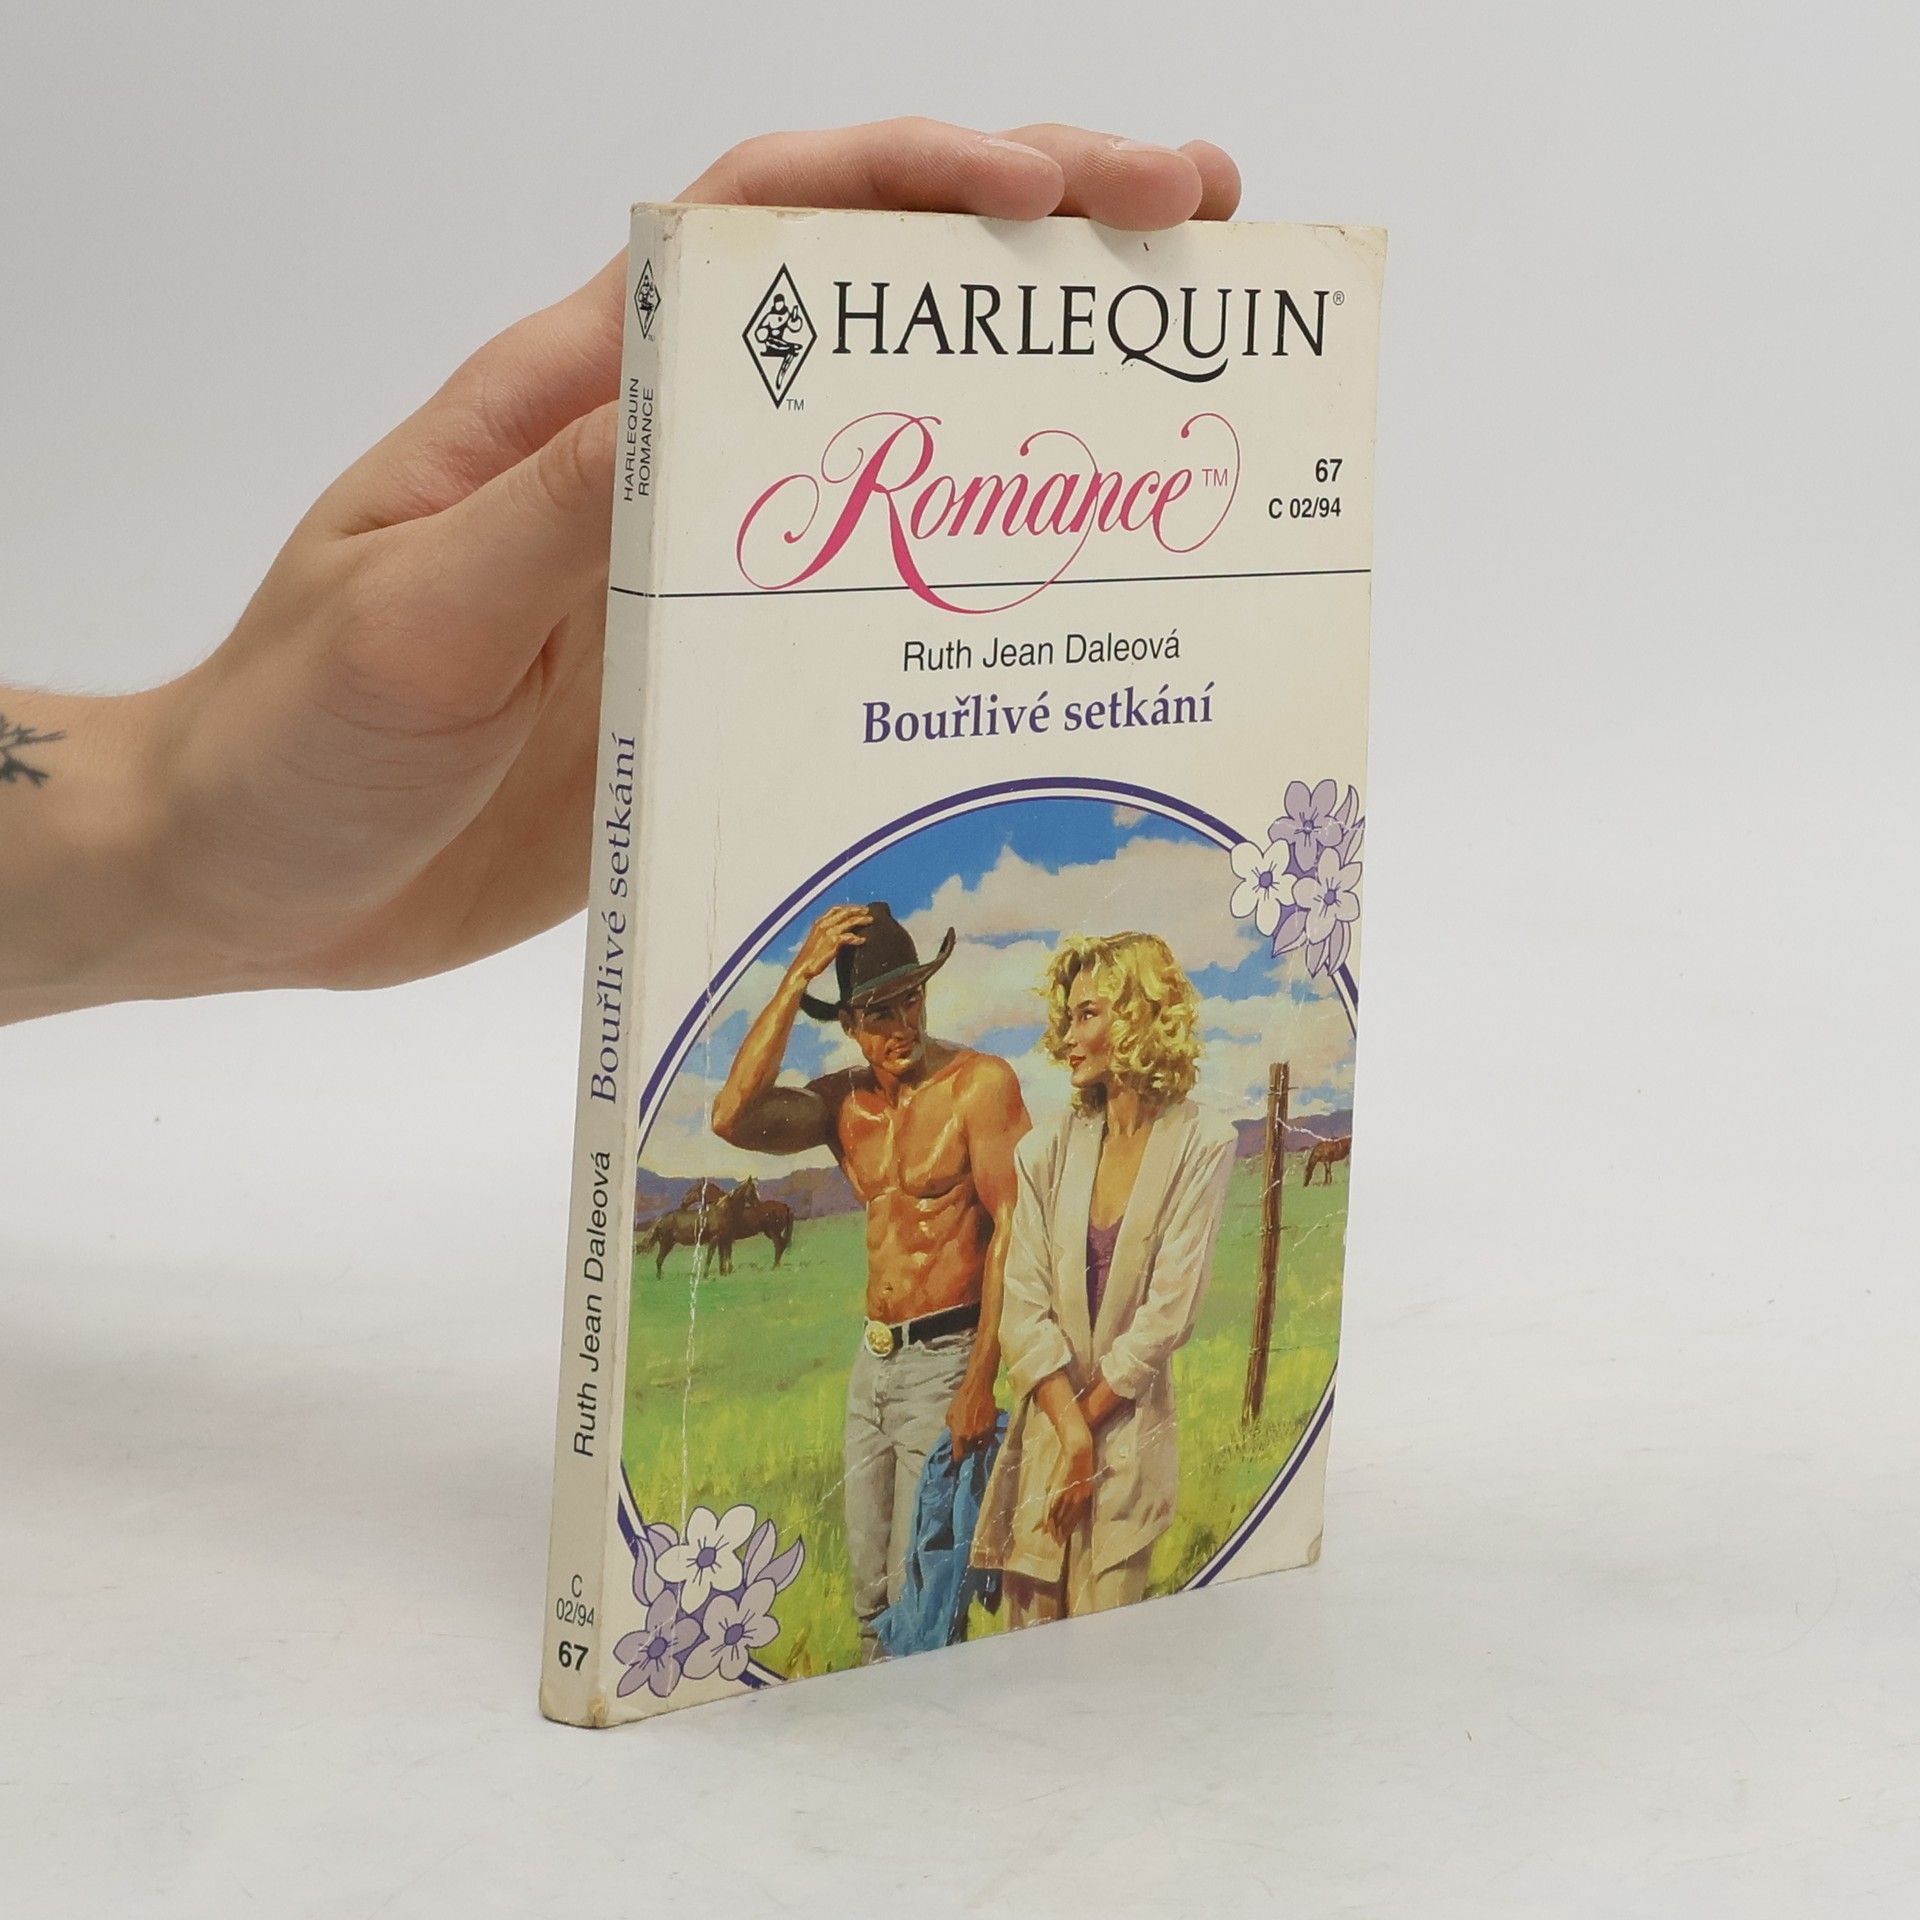 HARLEQUIN®
TM
Romance™
67
C 02/94
Ruth Jean Daleová
Bouřlivé setkání
HARLEQUIN
ROMANCE
Bouřlivé setkání
Ruth Jean Daleová
C
02/94
67